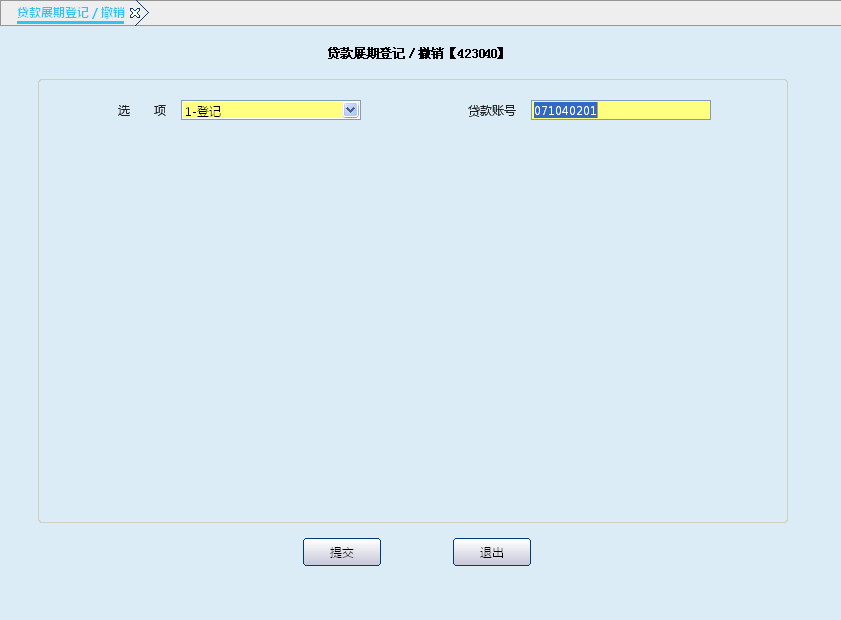 贷款展期登记 / 撤销
贷款展期登记 / 撤销【423040】
选 项 1-登记 贷款账号 071040201
提交 退出